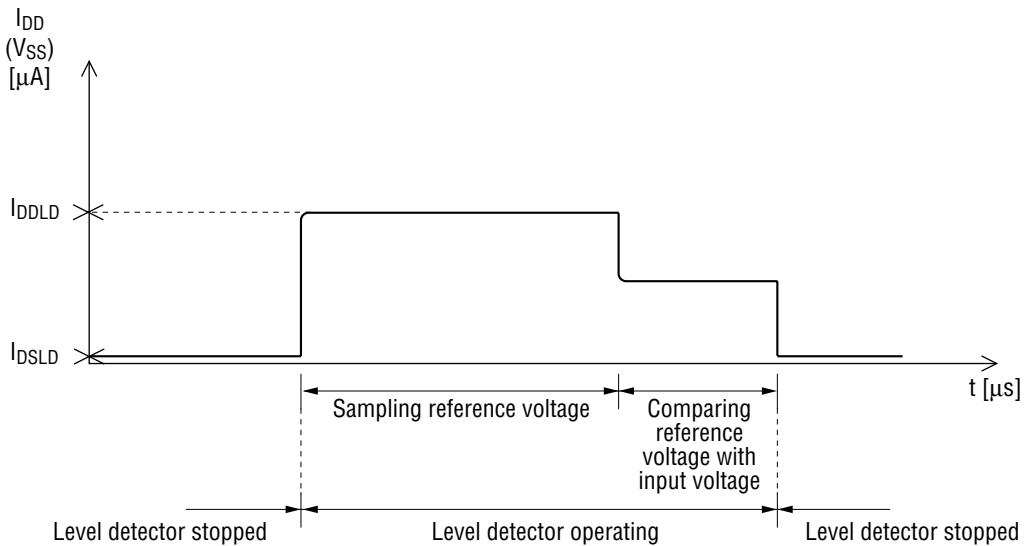 IDD
(VSS)
[μA]
IDDLD
IDSLD
t [μs]
Sampling reference voltage
Comparing
reference
voltage with
input voltage
Level detector stopped
Level detector operating
Level detector stopped